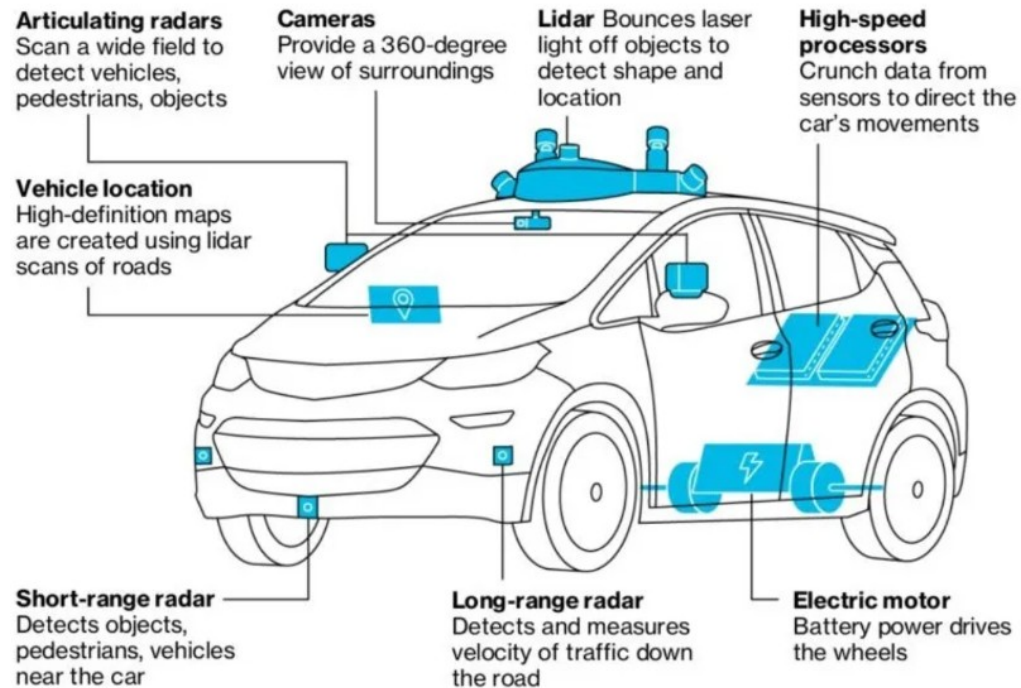 Articulating radars
Scan a wide field to
detect vehicles,
pedestrians, objects
Cameras
Provide a 360-degree
view of surroundings
Lidar Bounces laser
light off objects to
detect shape and
location
High-speed
processors
Crunch data from
sensors to direct the
car's movements
Vehicle location
High-definition maps
are created using lidar
scans of roads
Short-range radar
Detects objects,
pedestrians, vehicles
near the car
Long-range radar
Detects and measures
velocity of traffic down
the road
Electric motor
Battery power drives
the wheels